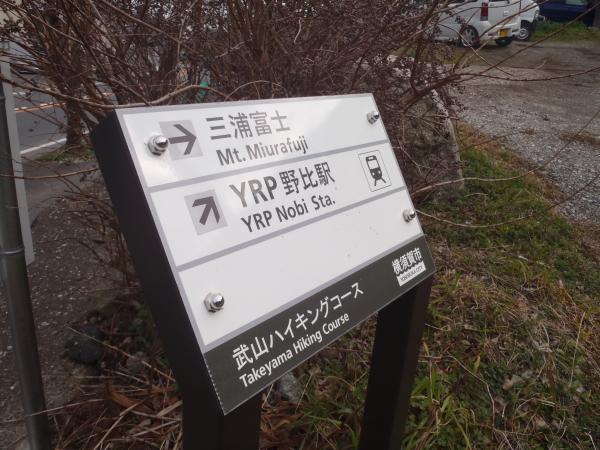 → 三浦富士
Mt. Miurafuji
↗ YRP 野比駅
YRP Nobi Sta.
横須賀市
武山ハイキングコース
Takeyama Hiking Course